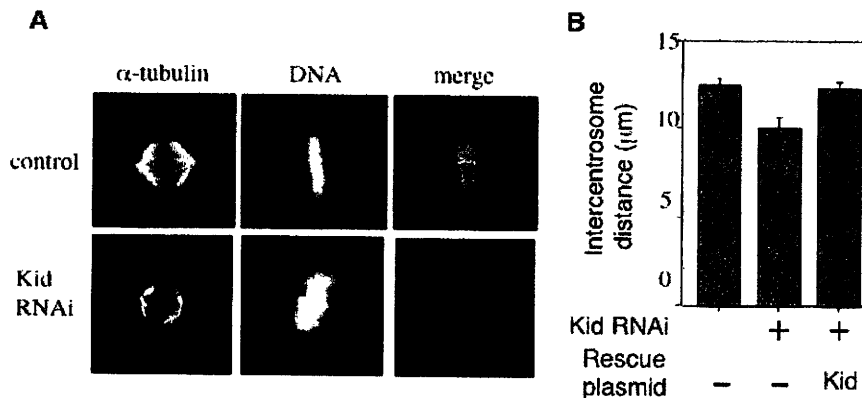 A
α-tubulin DNA merge
control
Kid
RNAi
B
15
10
5
0
Intercentrosome
distance (μm)
Kid RNAi + +
Rescue
plasmid - - Kid